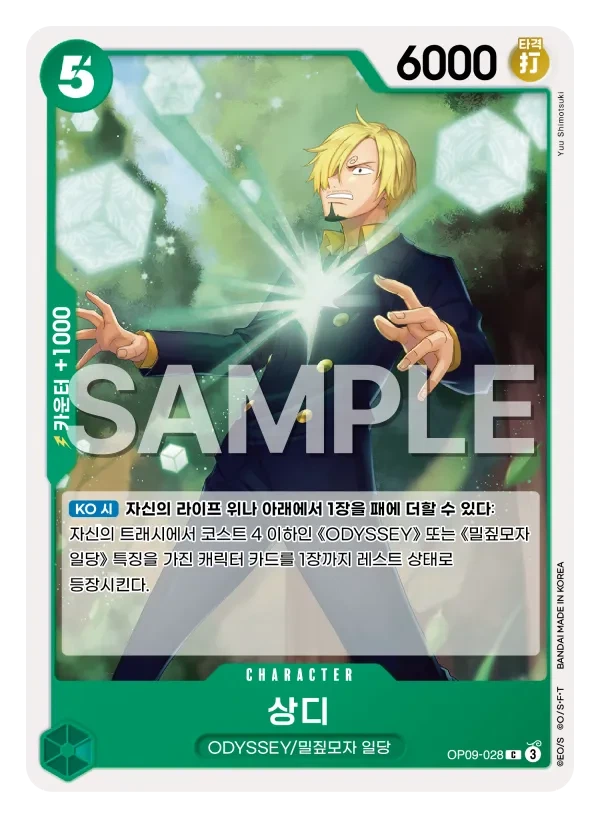 5
6000
타격
打
Yuu Shimotsuki
카운터 +1000
SAMPLE
KO 시 자신의 라이프 위나 아래에서 1장을 패에 더할 수 있다:
자신의 트래시에서 코스트 4 이하인 《ODYSSEY》 또는 《밀짚모자
일당》 특징을 가진 캐릭터 카드를 1장까지 레스트 상태로
등장시킨다.
CHARACTER
상디
ODYSSEY/밀짚모자 일당
OP09-028 C 3
©EO/S ©O/S·F·T BANDAI MADE IN KOREA